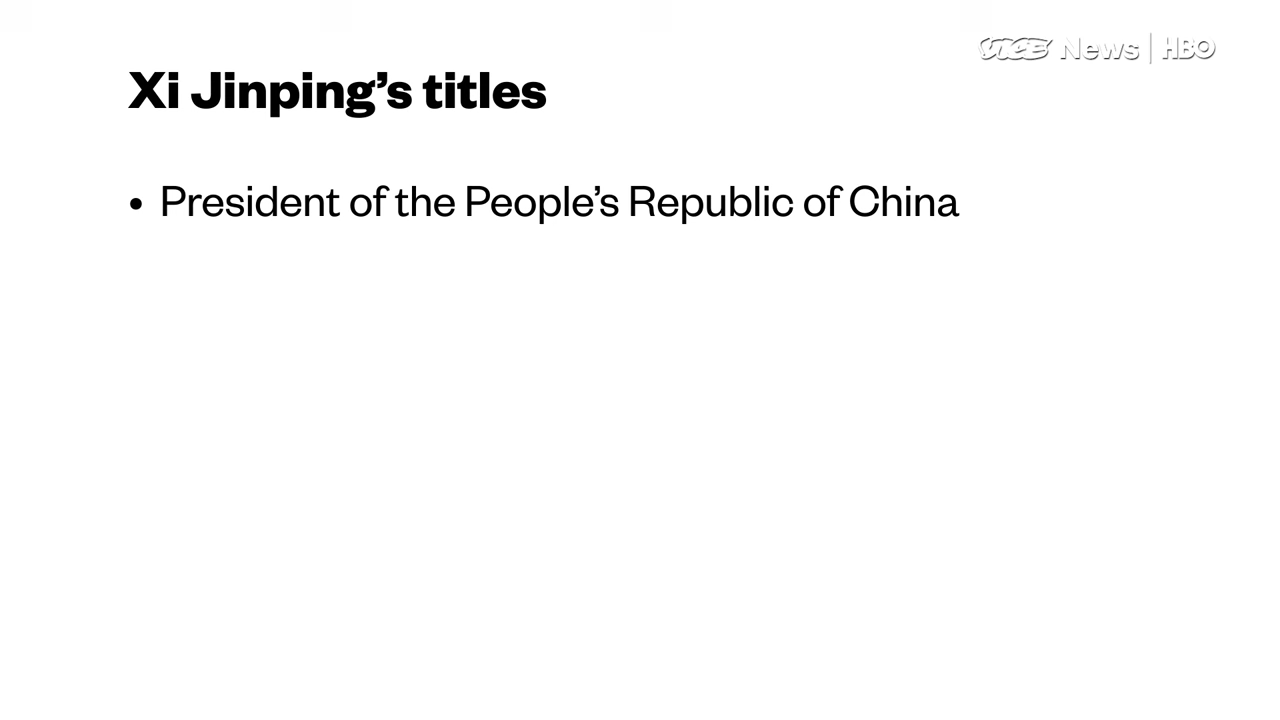 VICE News | HBO
Xi Jinping’s titles
• President of the People’s Republic of China